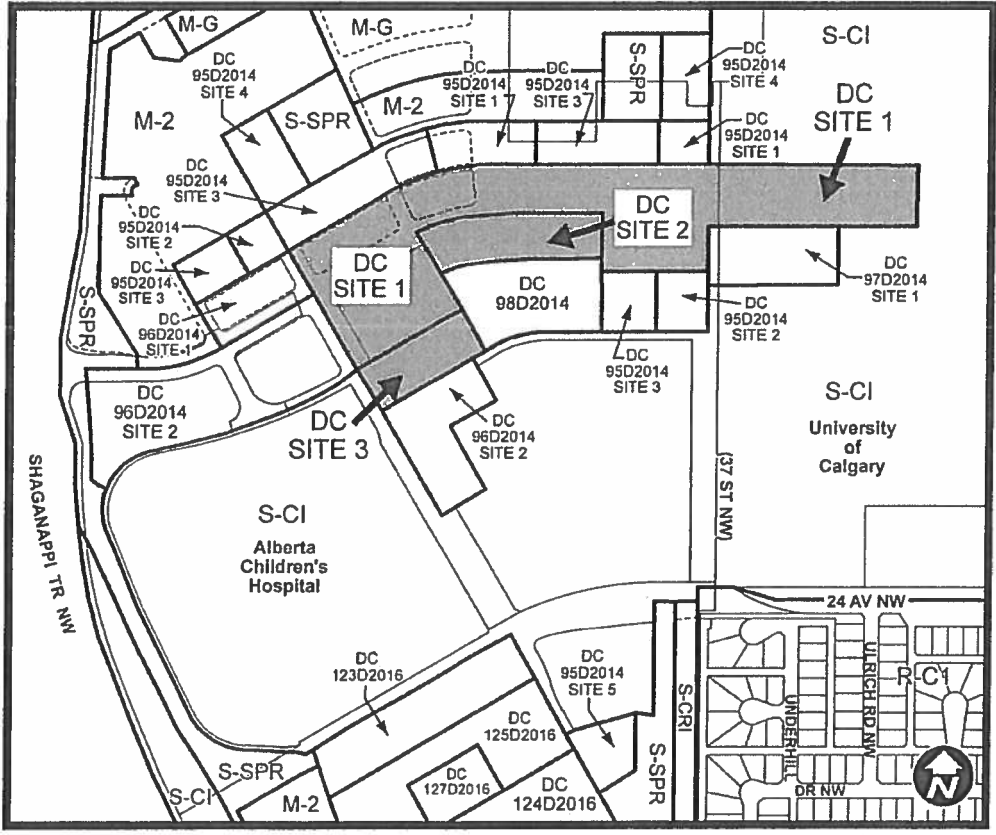 M-G
M-G
S-CI
DC
95D2014
SITE 4
DC
95D2014
SITE 1
DC
95D2014
SITE 3
S-SPR
DC
95D2014
SITE 4
M-2
S-SPR
M-2
DC
SITE 1
DC
95D2014
SITE 1
DC
95D2014
SITE 3
DC
95D2014
SITE 2
DC
SITE 2
DC
95D2014
SITE 3
DC
SITE 1
DC
98D2014
DC
97D2014
SITE 1
S-SPR
DC
96D2014
SITE 1
DC
95D2014
SITE 2
DC
95D2014
SITE 3
DC
96D2014
SITE 2
DC
SITE 3
DC
96D2014
SITE 2
S-CI
University
of
Calgary
(37 ST NW)
SHAGANAPPI TR NW
S-CI
Alberta
Children's
Hospital
24 AV NW
DC
123D2016
DC
95D2014
SITE 5
S-CRI
R-C1
ULRICH RD NW
UNDERHILL
DR NW
DC
125D2016
S-SPR
S-SPR
S-CI
M-2
DC
127D2016
DC
124D2016
N